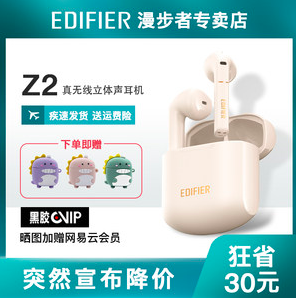 EDIFIER 漫步者专卖店
Z2 真无线立体声耳机
疾速发货 送运费险
下单即赠
EDIFIER
EDIFIER
黑胶VIP
晒图加赠网易云会员
狂省
突然宣布降价 30元